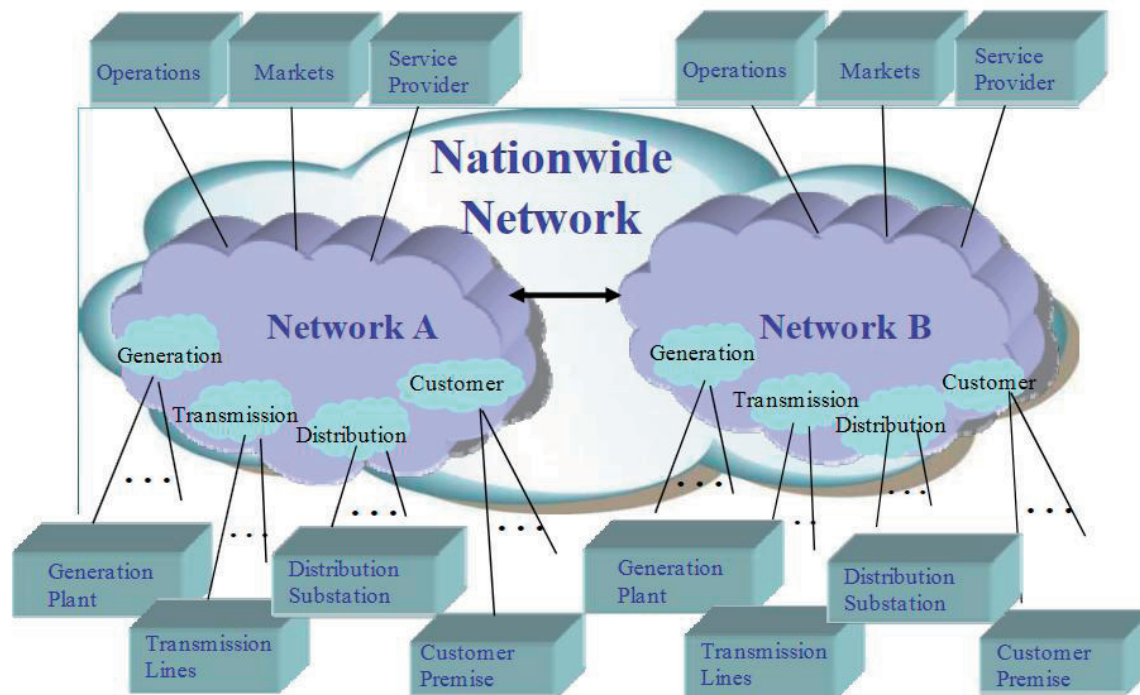 Operations
Markets
Service
Provider
Operations
Markets
Service
Provider
Nationwide
Network
Network A
Network B
Generation
Transmission
Distribution
Customer
Generation
Transmission
Distribution
Customer
...
...
...
...
...
..
...
...
Generation
Plant
Transmission
Lines
Distribution
Substation
Customer
Premise
Generation
Plant
Transmission
Lines
Distribution
Substation
Customer
Premise